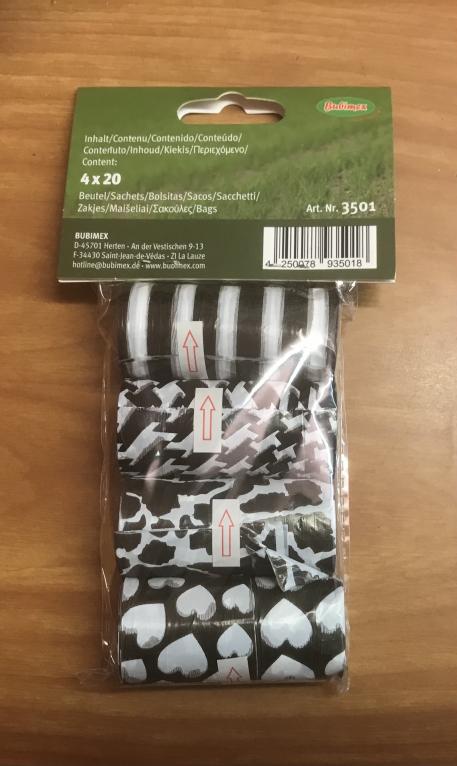 Bubimex
Inhalt/Contenu/Contenido/Conteúdo/
Contenuto/Inhoud/Kiekis/Περιεχόμενο/
Content:
4 x 20
Beutel/Sachets/Bolsitas/Sacos/Sacchetti/
Zakjes/Maišeliai/Σακούλες/Bags
Art. Nr. 3501
BUBIMEX
D-45701 Herten - An der Vestischen 9-13
F-34430 Saint-Jean-de-Védas - ZI La Lauze
hotline@bubimex.de - www.bubimex.com
4 250078 935018